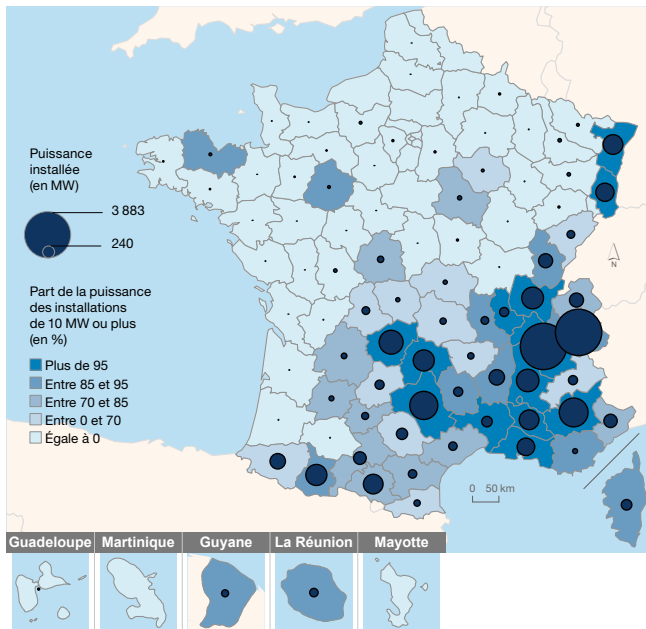 Puissance
installée
(en MW)
3 883
240
N
Part de la puissance
des installations
de 10 MW ou plus
(en %)
Plus de 95
Entre 85 et 95
Entre 70 et 85
Entre 0 et 70
Égale à 0
0 50 km
Guadeloupe Martinique Guyane La Réunion Mayotte